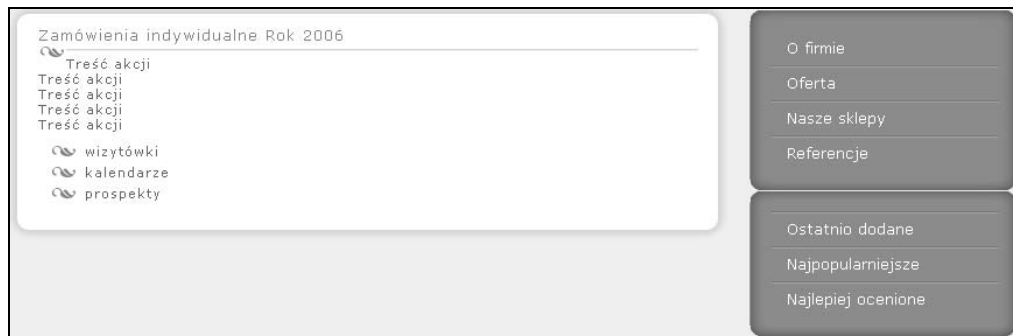 Zamówienia indywidualne Rok 2006
Treść akcji
Treść akcji
Treść akcji
Treść akcji
Treść akcji
wizytówki
kalendarze
prospekty
O firmie
Oferta
Nasze sklepy
Referencje
Ostatnio dodane
Najpopularniejsze
Najlepiej ocenione